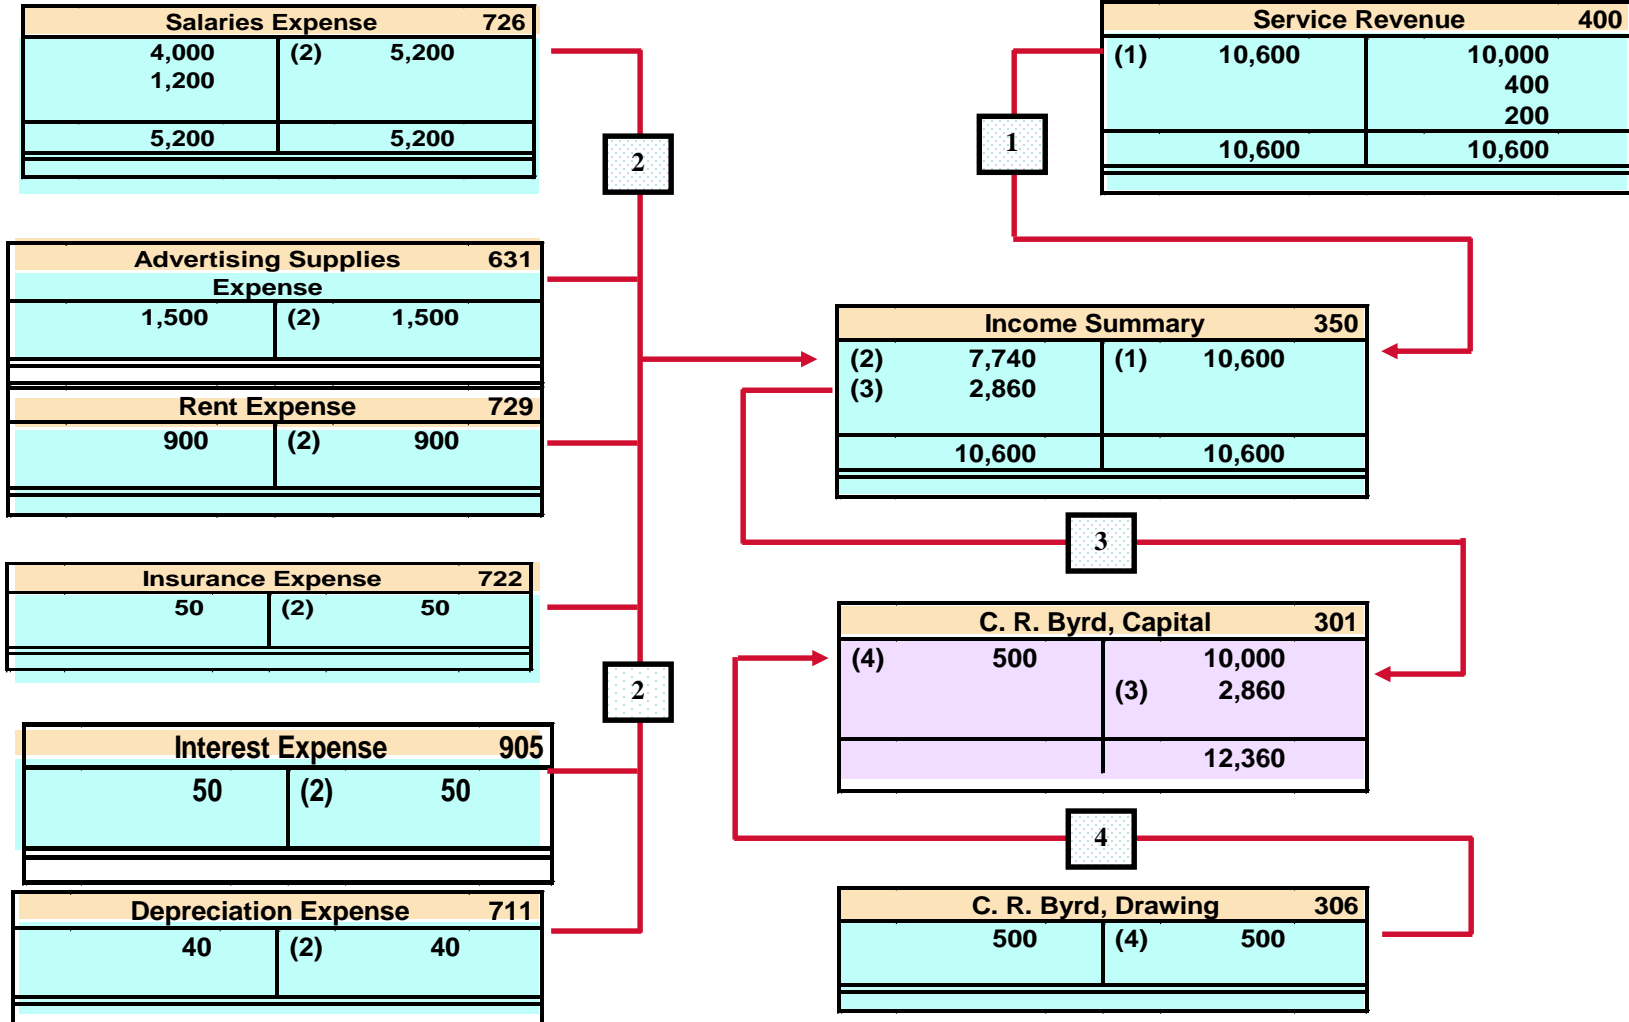 Salaries Expense 726
4,000 (2) 5,200
1,200
5,200 5,200
Advertising Supplies 631
Expense
1,500 (2) 1,500
Rent Expense 729
900 (2) 900
Insurance Expense 722
50 (2) 50
Interest Expense 905
50 (2) 50
Depreciation Expense 711
40 (2) 40
2
2
Service Revenue 400
(1) 10,600 10,000
400
200
10,600 10,600
1
Income Summary 350
(2) 7,740 (1) 10,600
(3) 2,860
10,600 10,600
3
C. R. Byrd, Capital 301
(4) 500 10,000
(3) 2,860
12,360
4
C. R. Byrd, Drawing 306
500 (4) 500